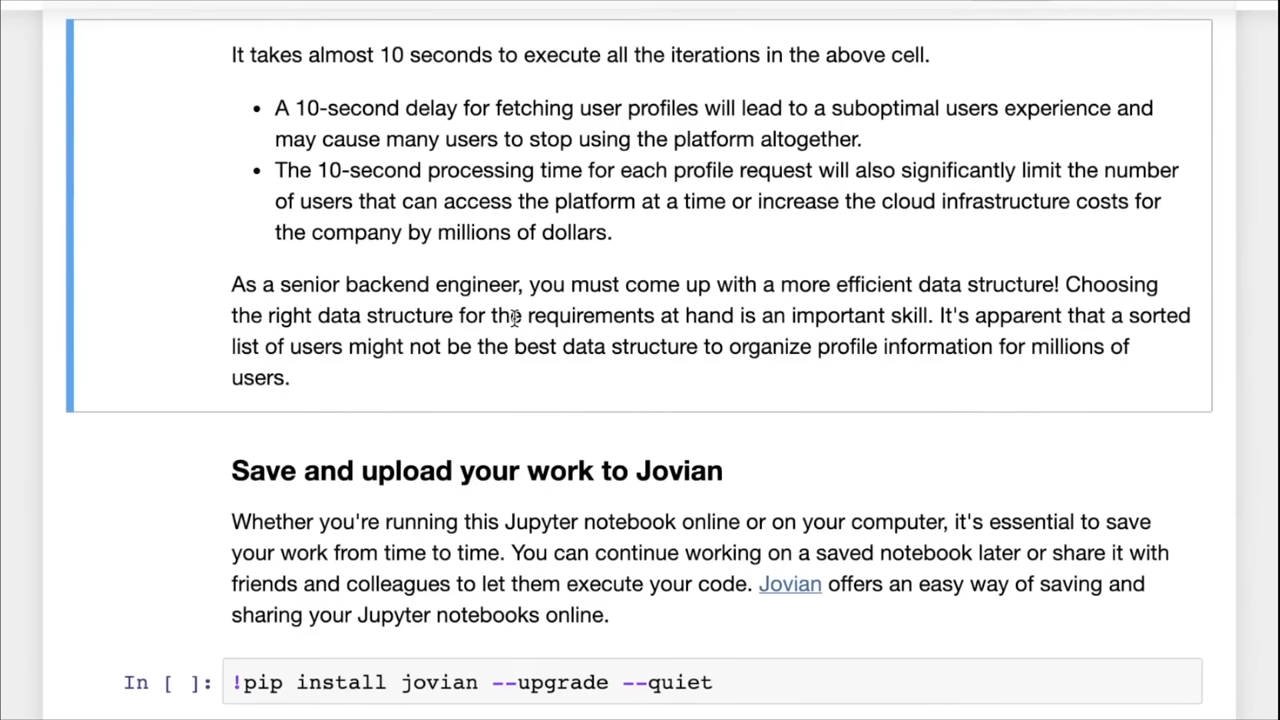 It takes almost 10 seconds to execute all the iterations in the above cell.
• A 10-second delay for fetching user profiles will lead to a suboptimal users experience and
may cause many users to stop using the platform altogether.
• The 10-second processing time for each profile request will also significantly limit the number
of users that can access the platform at a time or increase the cloud infrastructure costs for
the company by millions of dollars.
As a senior backend engineer, you must come up with a more efficient data structure! Choosing
the right data structure for the requirements at hand is an important skill. It's apparent that a sorted
list of users might not be the best data structure to organize profile information for millions of
users.
Save and upload your work to Jovian
Whether you're running this Jupyter notebook online or on your computer, it's essential to save
your work from time to time. You can continue working on a saved notebook later or share it with
friends and colleagues to let them execute your code. Jovian offers an easy way of saving and
sharing your Jupyter notebooks online.
In [ ]: !pip install jovian --upgrade --quiet